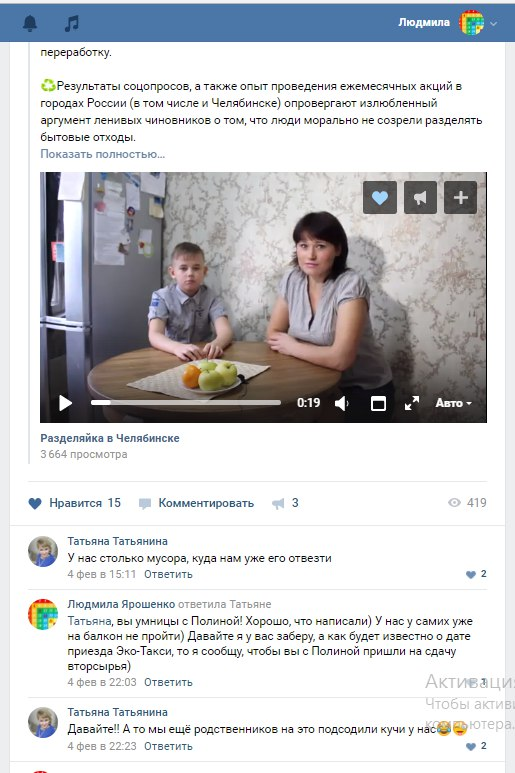 Людмила
переработку.
♻Результаты соцопросов, а также опыт проведения ежемесячных акций в
городах России (в том числе и Челябинске) опровергают излюбленный
аргумент ленивых чиновников о том, что люди морально не созрели разделять
бытовые отходы.
Показать полностью…
0:19 Авто
Разделяйка в Челябинске
3 664 просмотра
Нравится 15 Комментировать 3 419
Татьяна Татьянина
У нас столько мусора, куда нам уже его отвезти
4 фев в 15:11 Ответить 2
Людмила Ярошенко ответила Татьяне
Татьяна, вы умницы с Полиной! Хорошо, что написали) У нас у самих уже
на балкон не пройти) Давайте я у вас заберу, а как будет известно о дате
приезда Эко-Такси, то я сообщу, чтобы вы с Полиной пришли на сдачу
вторсырья)
4 фев в 22:03 Ответить 1
Активация
Чтобы активи
компьютера.
Татьяна Татьянина
Давайте!! А то мы ещё родственников на это подсодили кучи у нас😂😋
4 фев в 22:23 Ответить 2